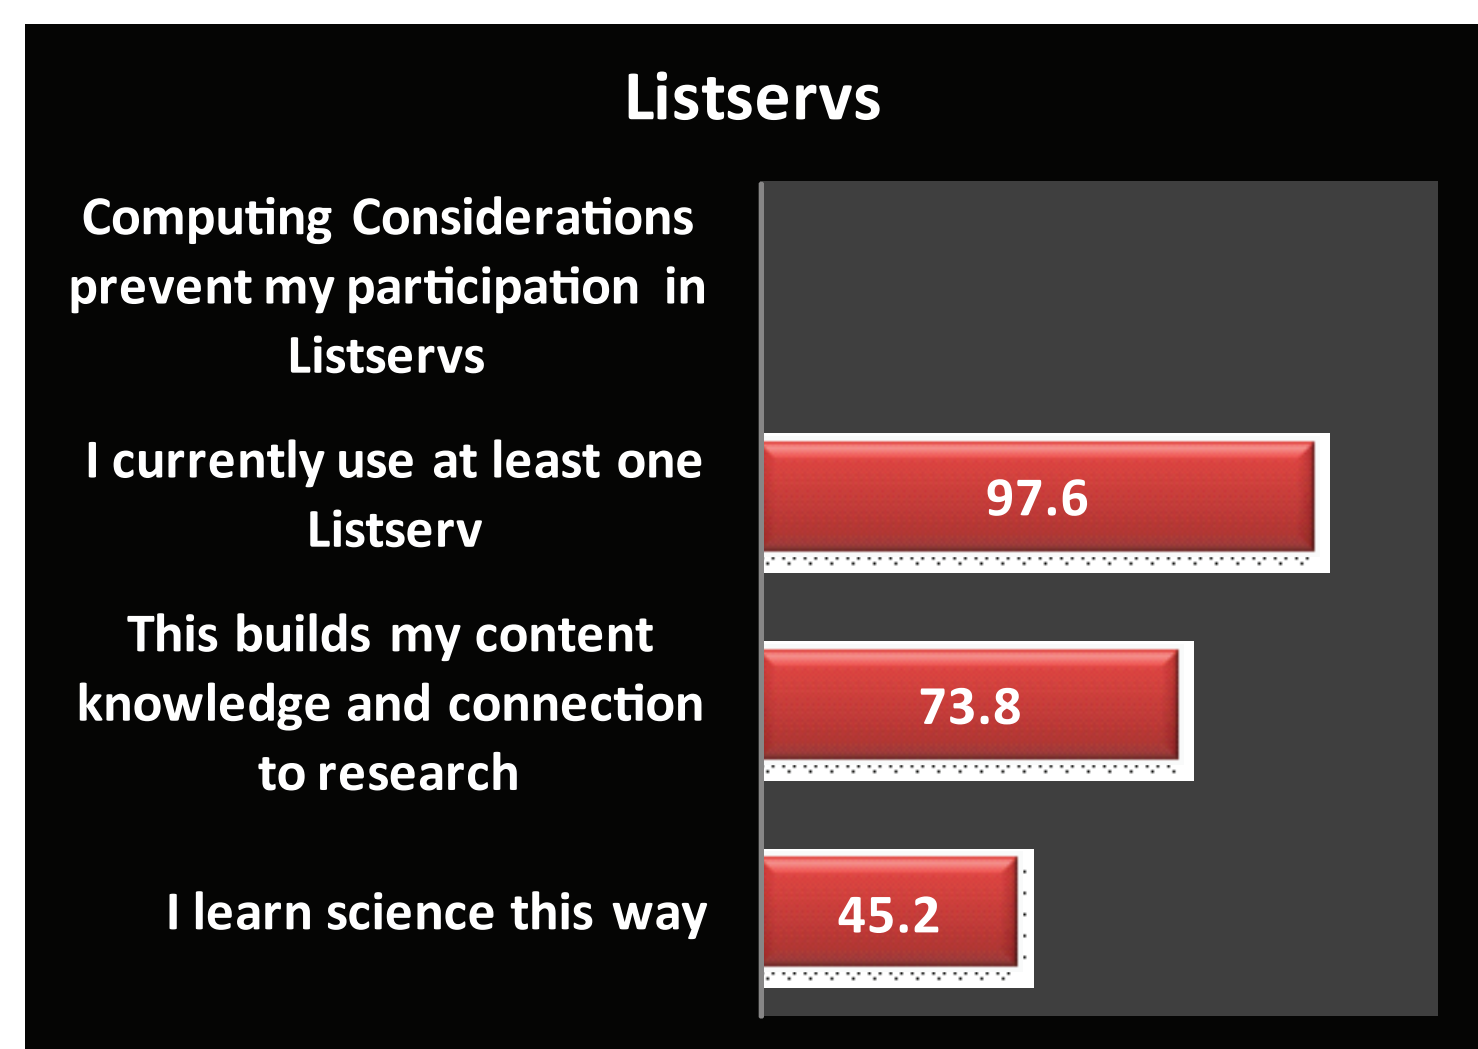 Listservs
Computing Considerations
prevent my participation in
Listservs
I currently use at least one
Listserv
97.6
This builds my content
knowledge and connection
to research
73.8
I learn science this way
45.2